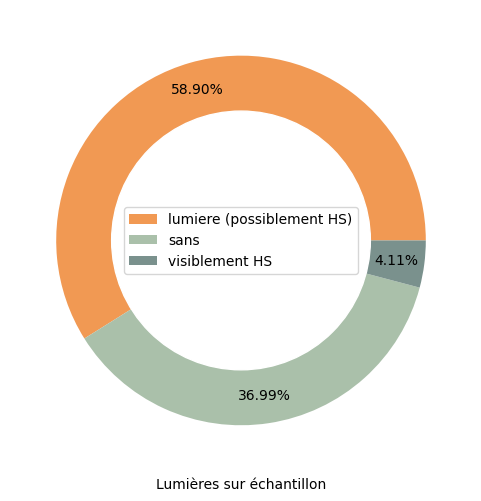 58.90%
lumiere (possiblement HS)
sans
visiblement HS
4.11%
36.99%
Lumières sur échantillon